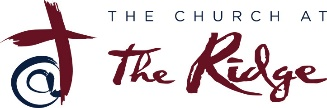 THE CHURCH AT
The Ridge